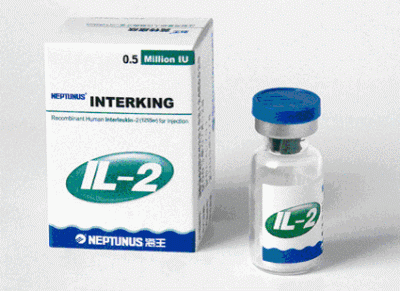 0.5 Million IU
NEPTUNUS® INTERKING
Recombinant Human Interleukin-2 for Injection
IL-2
NEPTUNUS 海王
IL-2